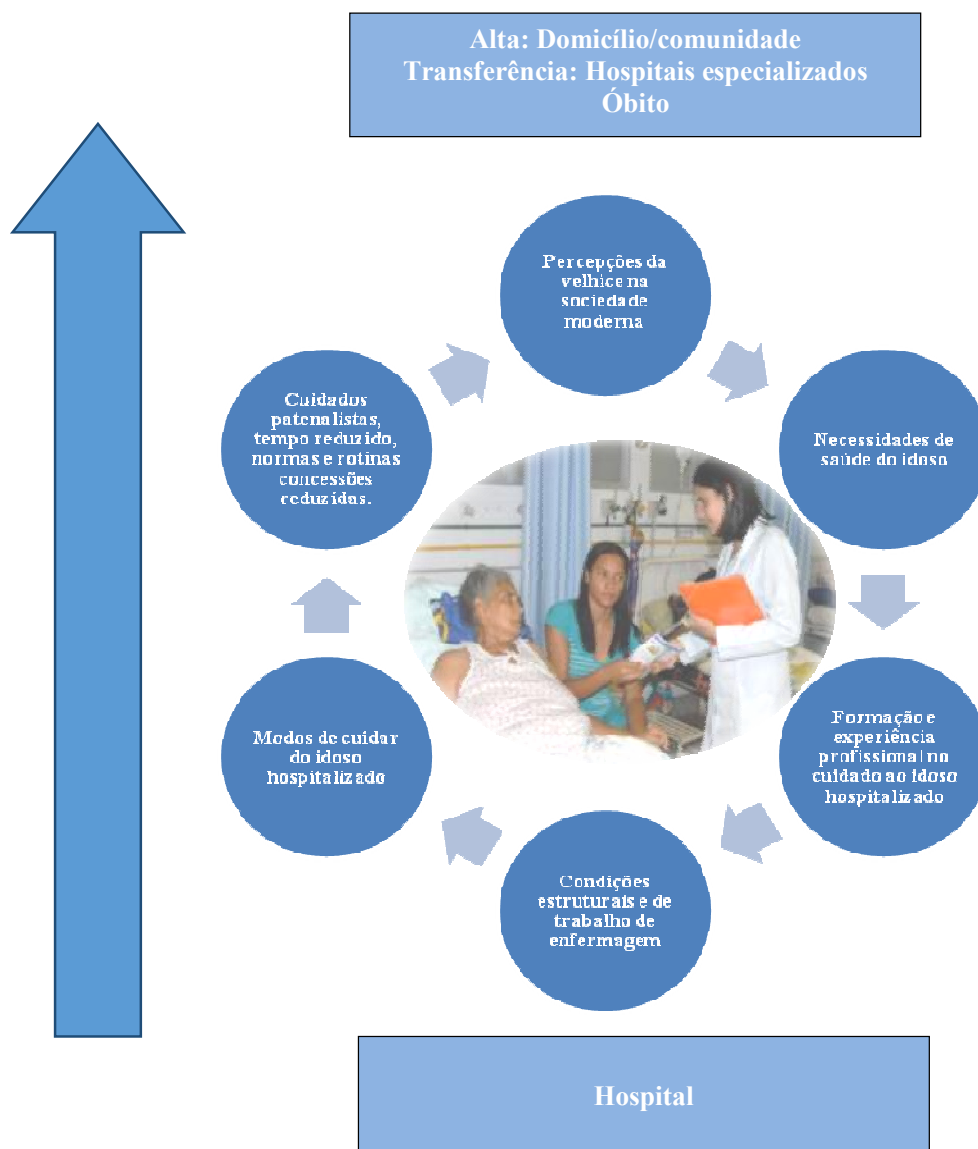 Alta: Domicílio/comunidade
Transferência: Hospitais especializados
Óbito
Percepções da
velhice na
sociedade
moderna
Necessidades de
saúde do idoso
Formação e
experiência
profissional no
cuidado ao idoso
hospitalizado
Condições
estruturais e de
trabalho de
enfermagem
Modos de cuidar
do idoso
hospitalizado
Cuidados
patenalistas,
tempo reduzido,
normas e rotinas
concessões
reduzidas.
Hospital